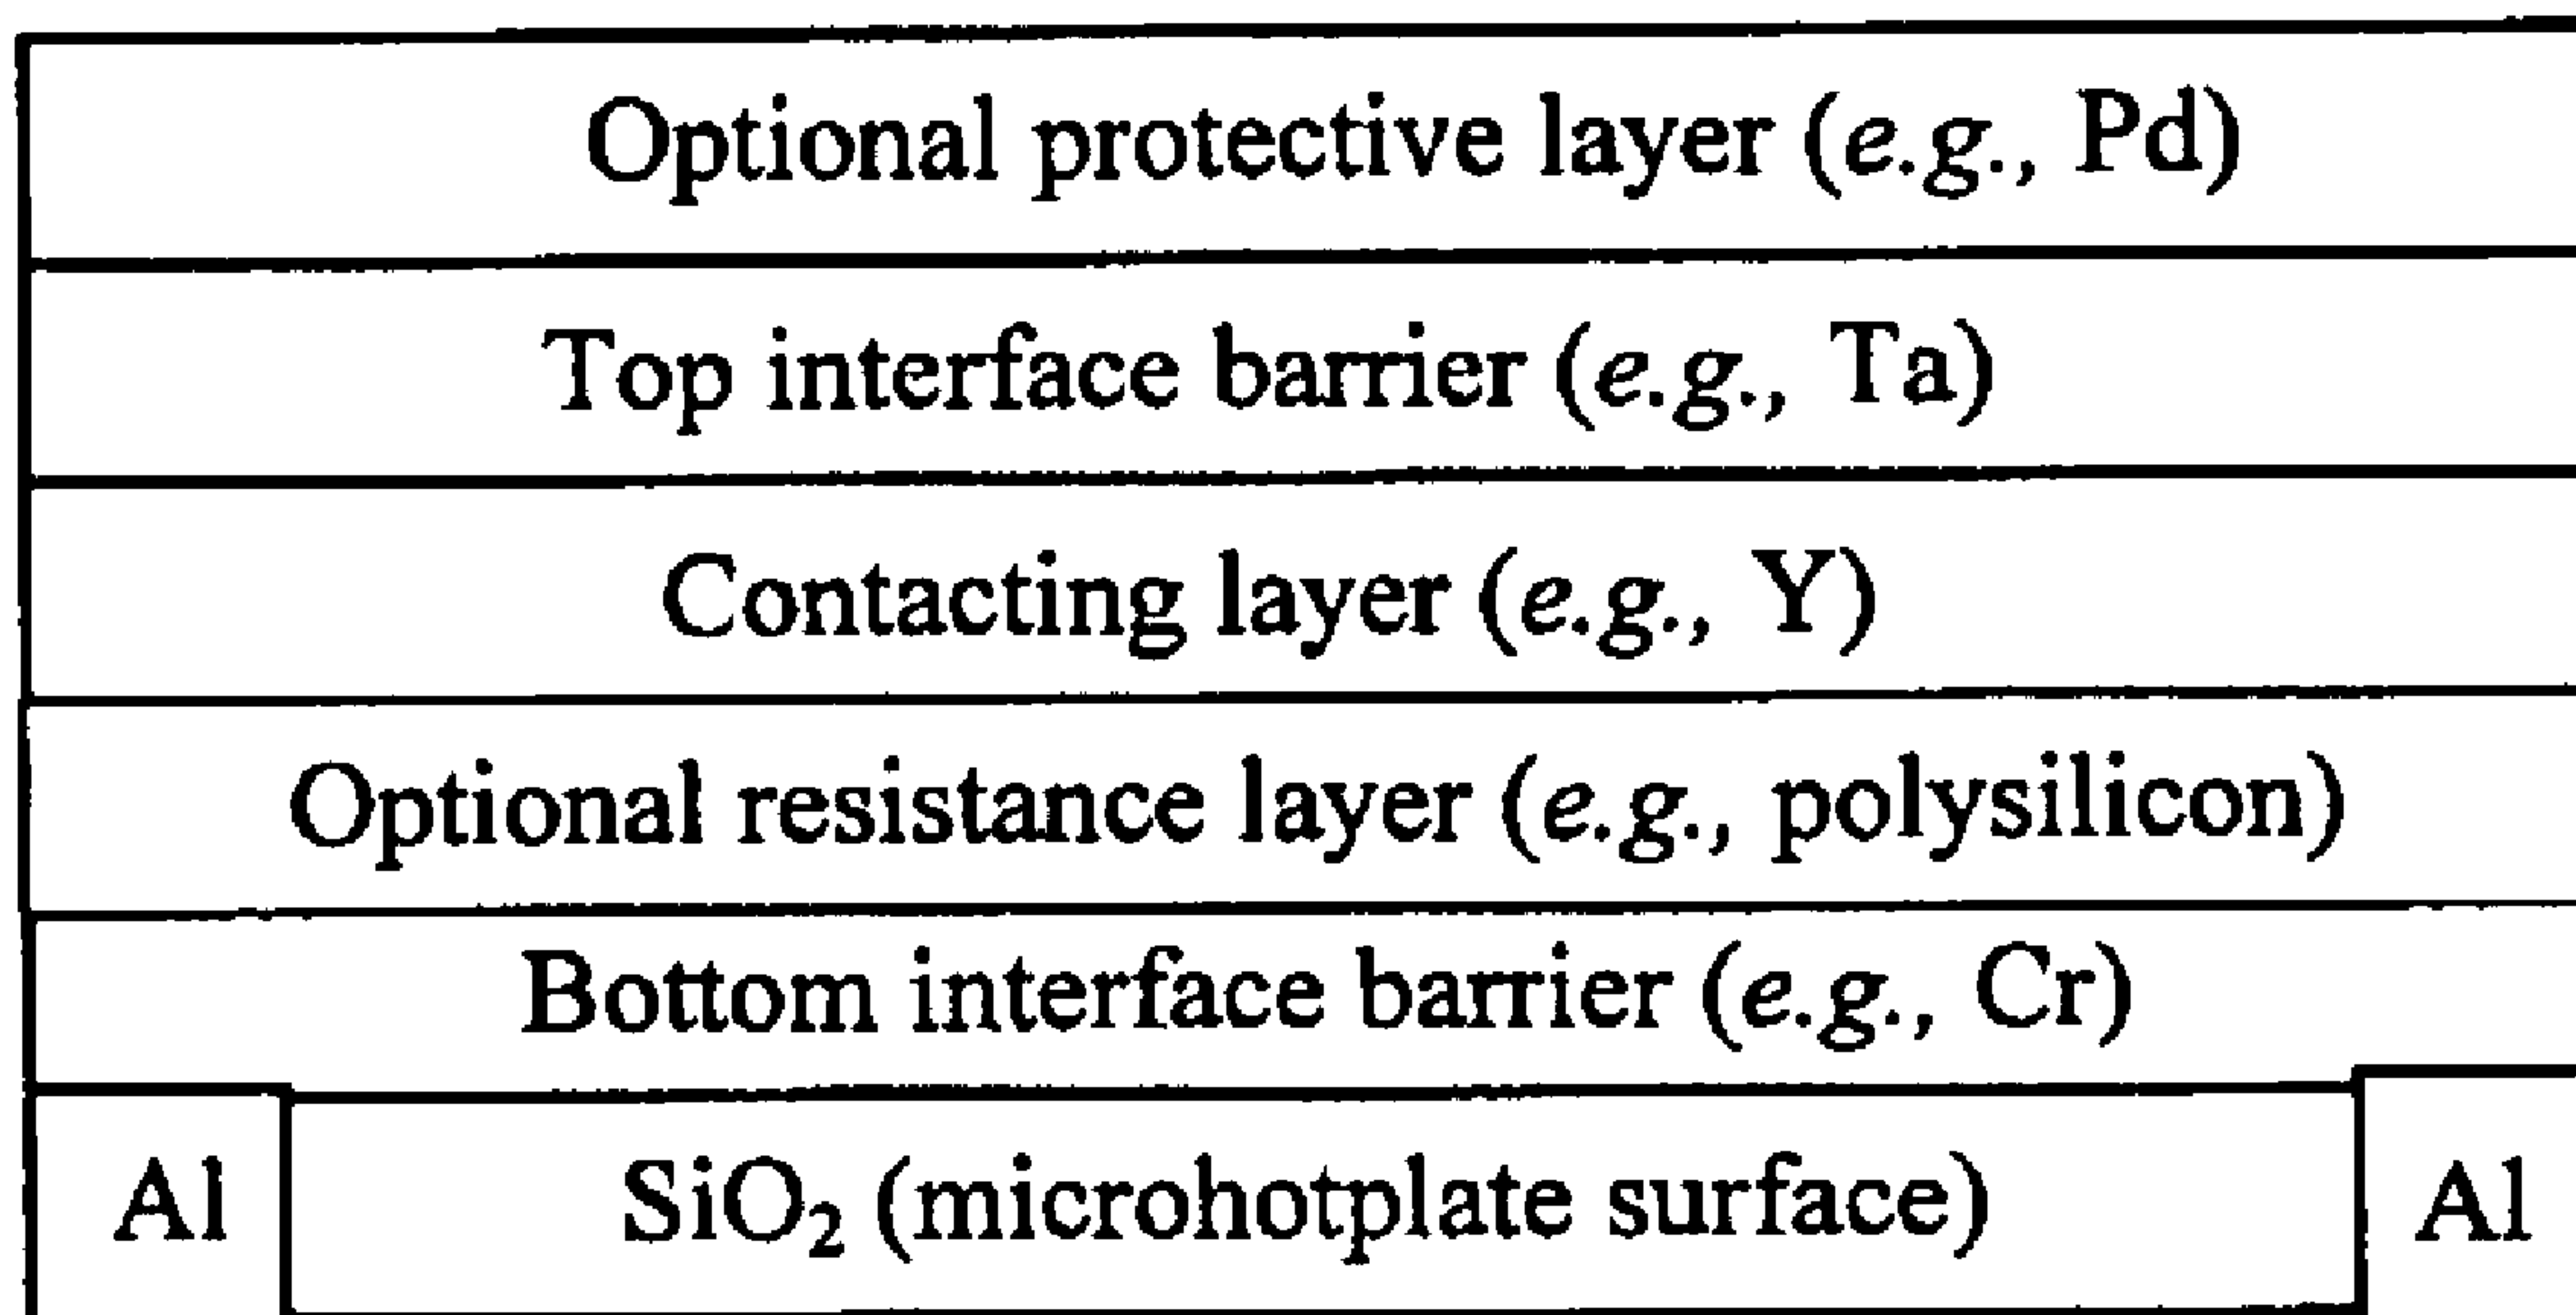 Optional protective layer (e.g., Pd)
Top interface barrier (e.g., Ta)
Contacting layer (e.g., Y)
Optional resistance layer (e.g., polysilicon)
Bottom interface barrier (e.g., Cr)
Al SiO₂ (microhotplate surface) Al